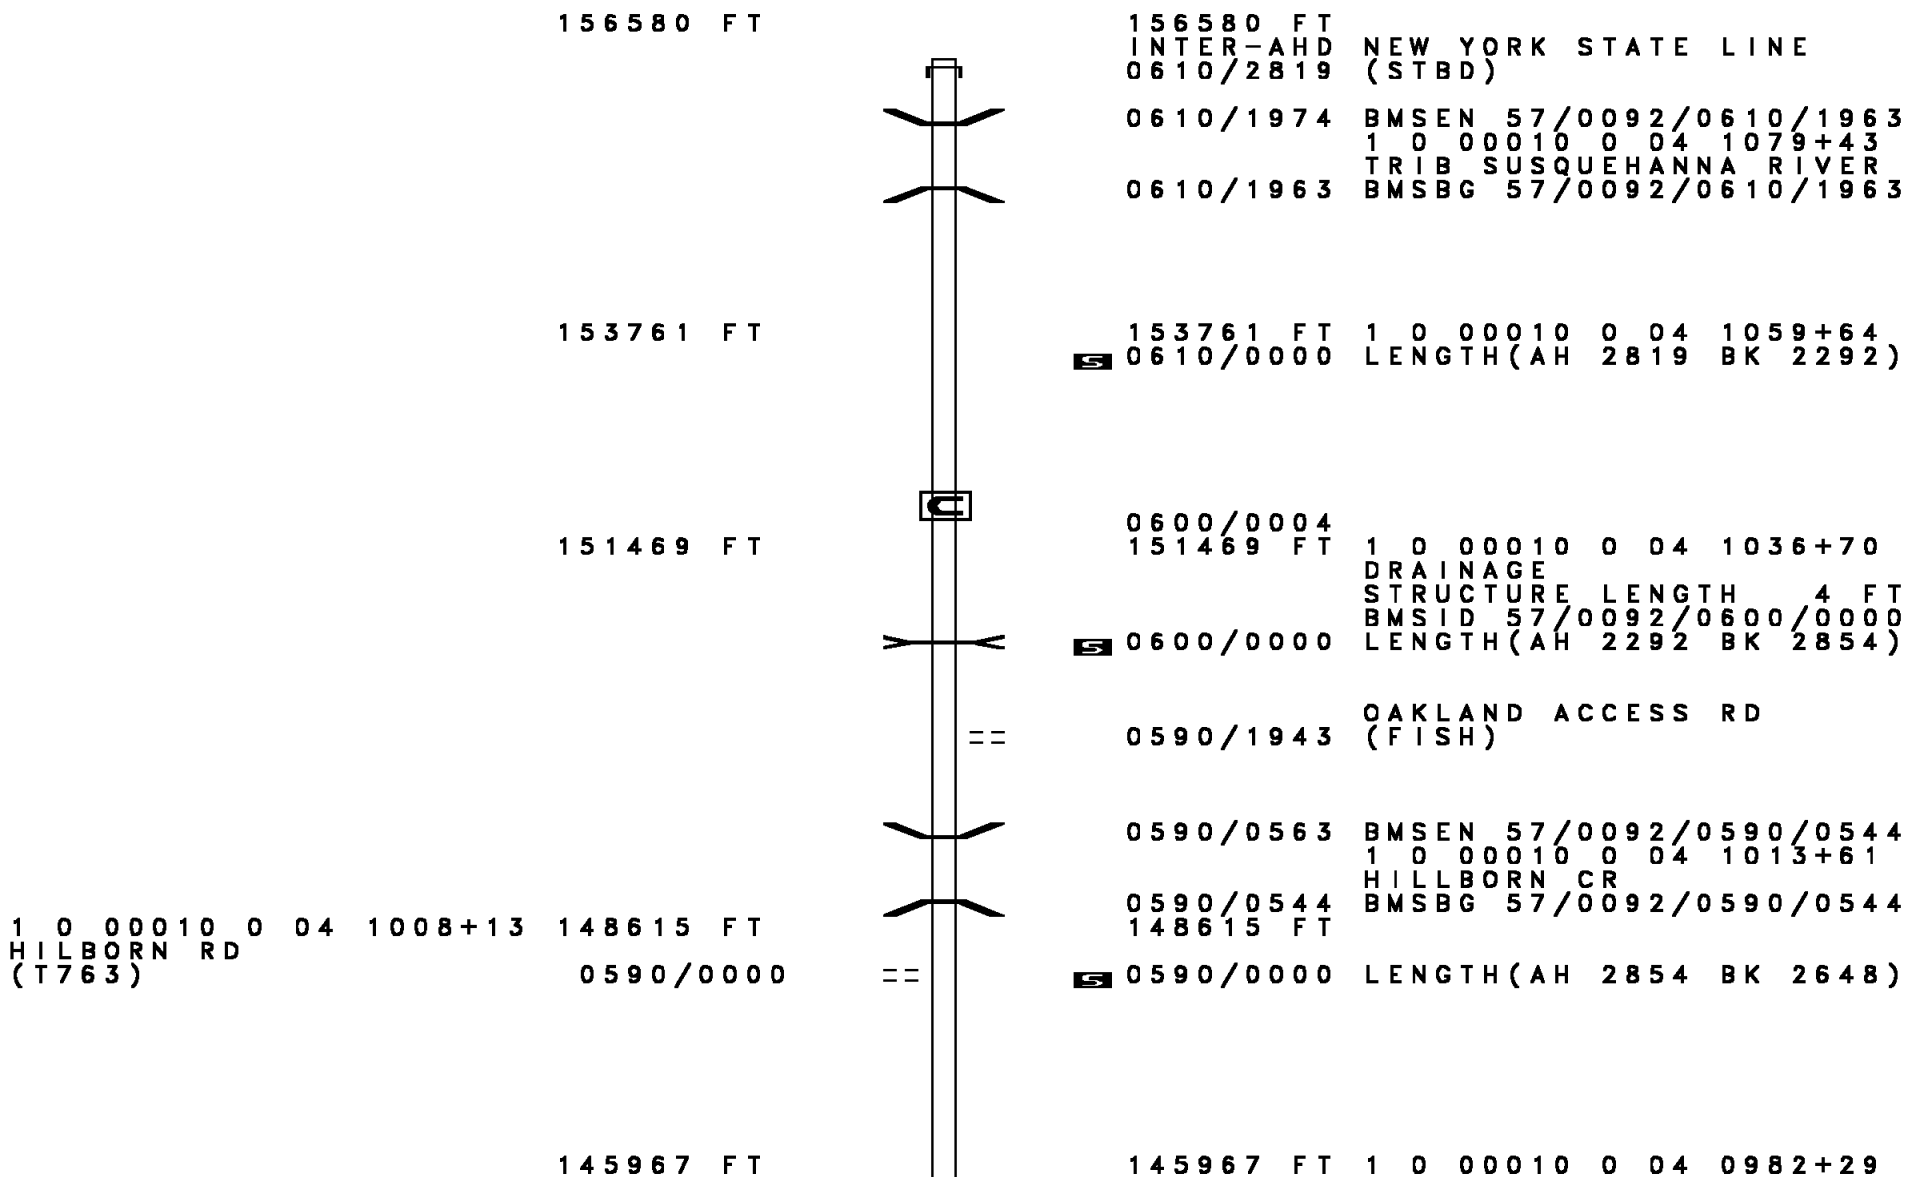 156580 FT 156580 FT
INTER-AHD NEW YORK STATE LINE
0610/2819 (STBD)
0610/1974 BMSEN 57/0092/0610/1963
1 0 00010 0 04 1079+43
TRIB SUSQUEHANNA RIVER
0610/1963 BMSBG 57/0092/0610/1963
153761 FT 153761 FT 1 0 00010 0 04 1059+64
S 0610/0000 LENGTH(AH 2819 BK 2292)
C
0600/0004
151469 FT 151469 FT 1 0 00010 0 04 1036+70
DRAINAGE
STRUCTURE LENGTH 4 FT
BMSID 57/0092/0600/0000
S 0600/0000 LENGTH(AH 2292 BK 2854)
OAKLAND ACCESS RD
0590/1943 (FISH)
0590/0563 BMSEN 57/0092/0590/0544
1 0 00010 0 04 1013+61
HILLBORN CR
0590/0544 BMSBG 57/0092/0590/0544
1 0 00010 0 04 1008+13 148615 FT 148615 FT
HILBORN RD
(T763) 0590/0000 S 0590/0000 LENGTH(AH 2854 BK 2648)
145967 FT 145967 FT 1 0 00010 0 04 0982+29